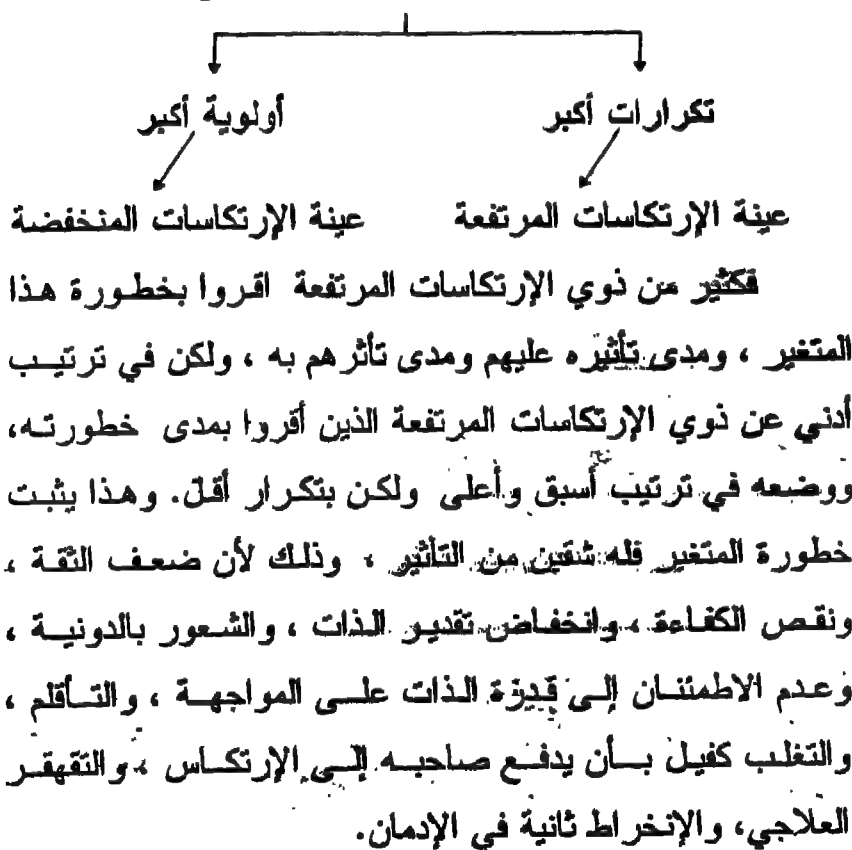 تكرارات أكبر أولوية أكبر
عينة الإرتكاسات المرتفعة عينة الإرتكاسات المنخفضة
فكثير من نوي الإرتكاسات المرتفعة اقروا بخطورة هذا
المتغير ، ومدى تأثيره عليهم ومدى تأثرهم به ، ولكن في ترتيب
أدني عن نوي الإرتكاسات المرتفعة الذين أقروا بمدى خطورته،
ووضعه في ترتيب أسبق وأعلى ولكن بتكرار أقل. وهذا يثبت
خطورة المتغير فله شقين من التأثير ، وذلك لأن ضعف الثقة ،
ونقص الكفاءة ، وانخفاض تقدير الذات ، والشعور بالدونية ،
وعدم الاطمئنان إلى قدرة الذات على المواجهة ، والتأقلم ،
والتغلب كفيل بأن يدفع صاحبه إلى الإرتكاس ، والتقهقر
العلاجي، والإنخراط ثانية في الإدمان.